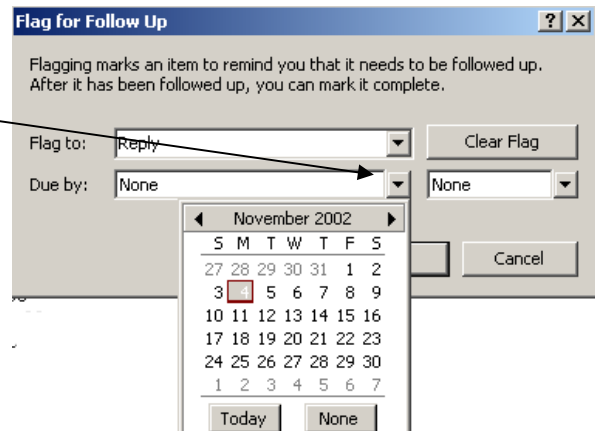 Flag for Follow Up
Flagging marks an item to remind you that it needs to be followed up.
After it has been followed up, you can mark it complete.
Flag to: Reply Clear Flag
Due by: None None
November 2002
S M T W T F S
27 28 29 30 31 1 2
3 4 5 6 7 8 9
10 11 12 13 14 15 16
17 18 19 20 21 22 23
24 25 26 27 28 29 30
1 2 3 4 5 6 7
Cancel
Today None